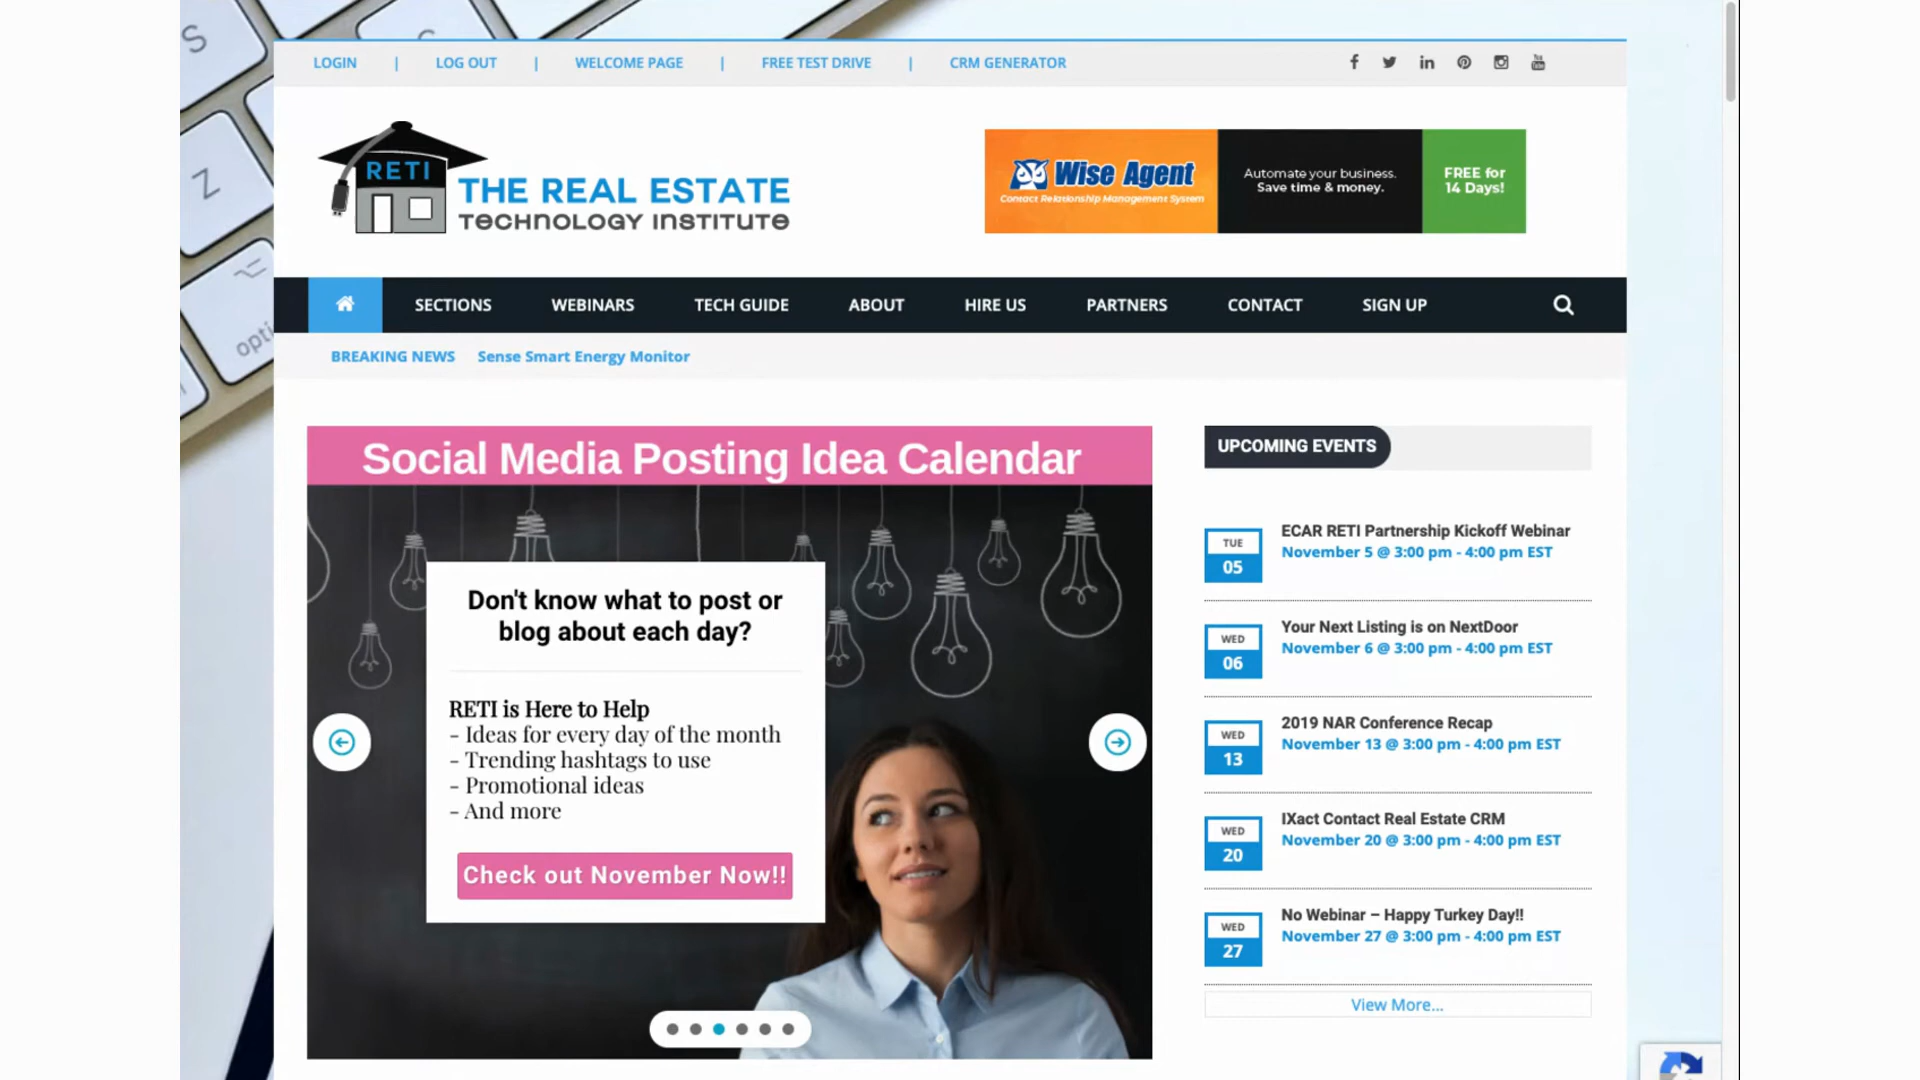 LOGIN | LOG OUT | WELCOME PAGE | FREE TEST DRIVE | CRM GENERATOR
RETI
THE REAL ESTATE
TECHNOLOGY INSTITUTE
Wise Agent
Contact Relationship Management System
Automate your business.
Save time & money.
FREE for
14 Days!
SECTIONS WEBINARS TECH GUIDE ABOUT HIRE US PARTNERS CONTACT SIGN UP
BREAKING NEWS Sense Smart Energy Monitor
Social Media Posting Idea Calendar
Don't know what to post or
blog about each day?
RETI is Here to Help
- Ideas for every day of the month
- Trending hashtags to use
- Promotional ideas
- And more
Check out November Now!!
UPCOMING EVENTS
TUE
05
ECAR RETI Partnership Kickoff Webinar
November 5 @ 3:00 pm - 4:00 pm EST
WED
06
Your Next Listing is on NextDoor
November 6 @ 3:00 pm - 4:00 pm EST
WED
13
2019 NAR Conference Recap
November 13 @ 3:00 pm - 4:00 pm EST
WED
20
IXact Contact Real Estate CRM
November 20 @ 3:00 pm - 4:00 pm EST
WED
27
No Webinar – Happy Turkey Day!!
November 27 @ 3:00 pm - 4:00 pm EST
View More...
S
Z
opti